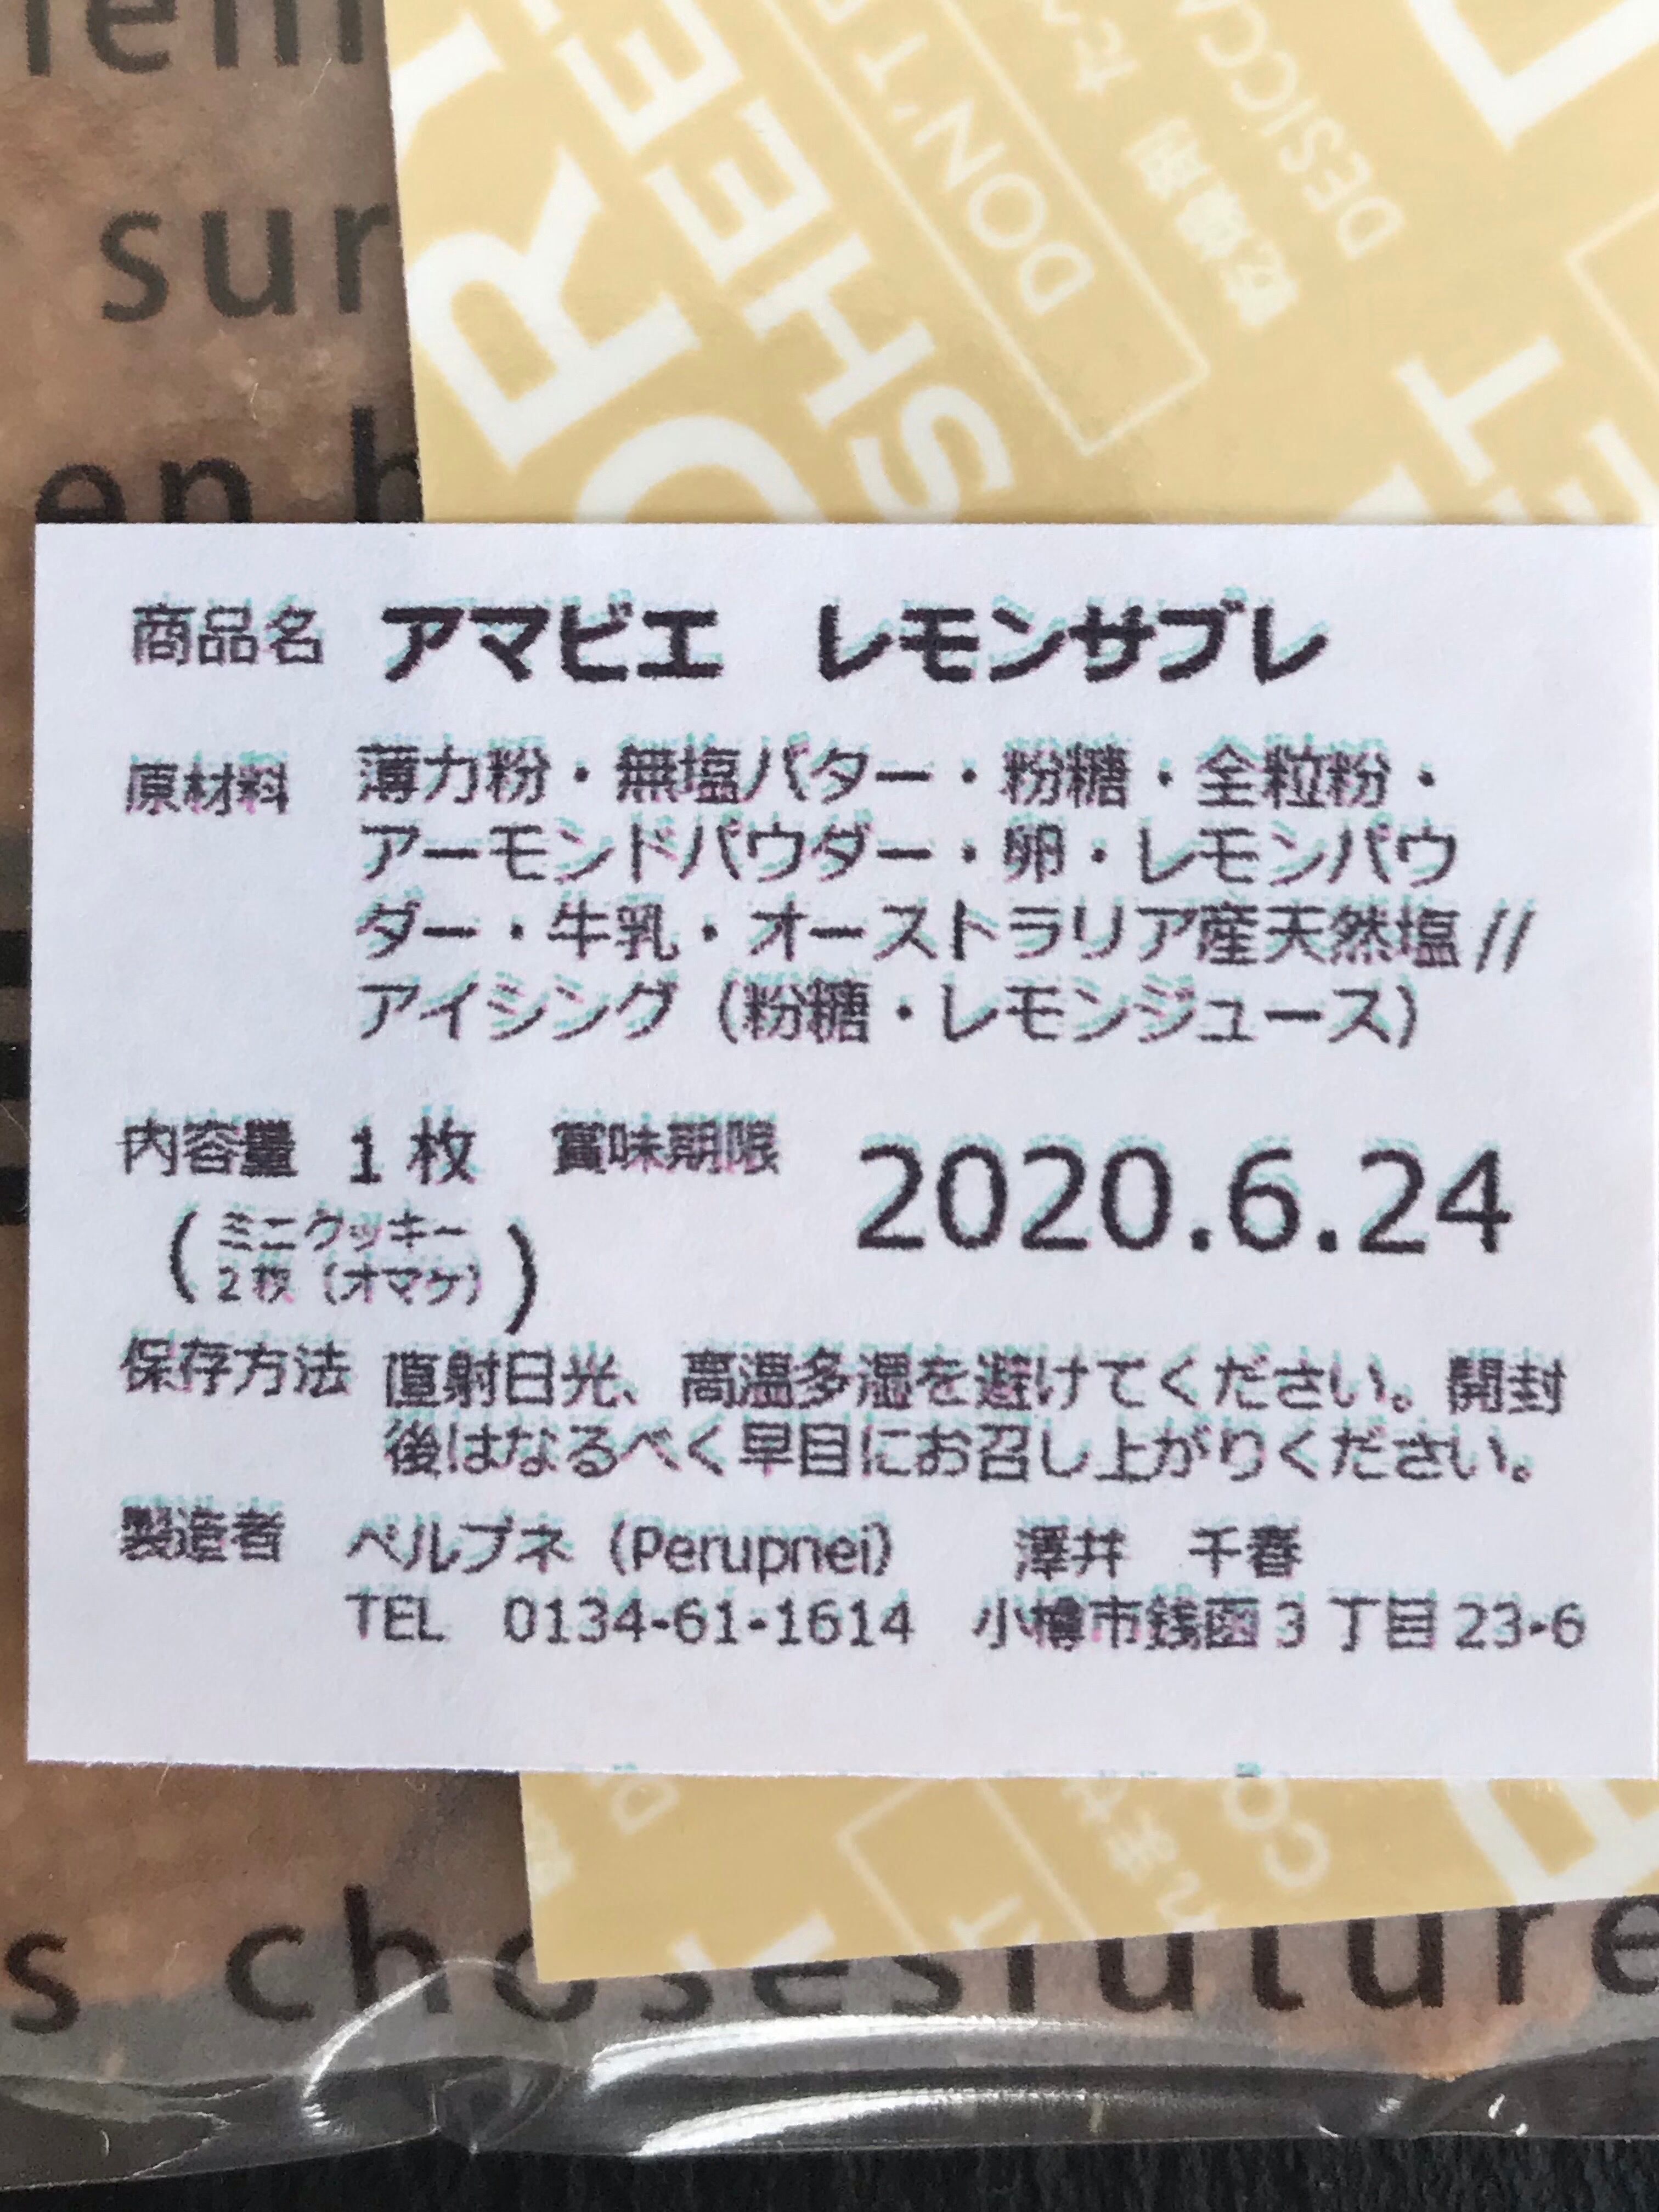 sur
en h
DON'T
商品名 アマビエ レモンサブレ
原材料 薄力粉・無塩バター・粉糖・全粒粉・
アーモンドパウダー・卵・レモンパウ
ダー・牛乳・オーストラリア産天然塩//
アイシング（粉糖・レモンジュース）
内容量 1枚 賞味期限 2020.6.24
（ミニクッキー
2枚（オマケ））
保存方法 直射日光、高温多湿を避けてください。開封
後はなるべく早目にお召し上がりください。
製造者 ペルプネ（Perupnei） 澤井 千春
TEL 0134-61-1614 小樽市銭函3丁目23-6
s chosesfuture